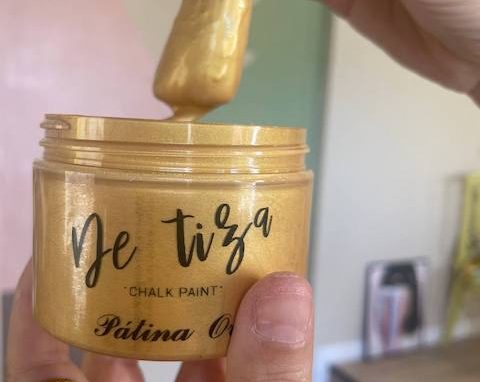 De tiza
CHALK PAINT
Pátina